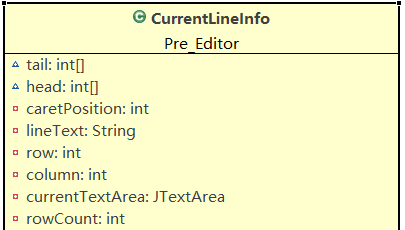 CurrentLineInfo
Pre_Editor
tail: int[]
head: int[]
caretPosition: int
lineText: String
row: int
column: int
currentTextArea: JTextArea
rowCount: int